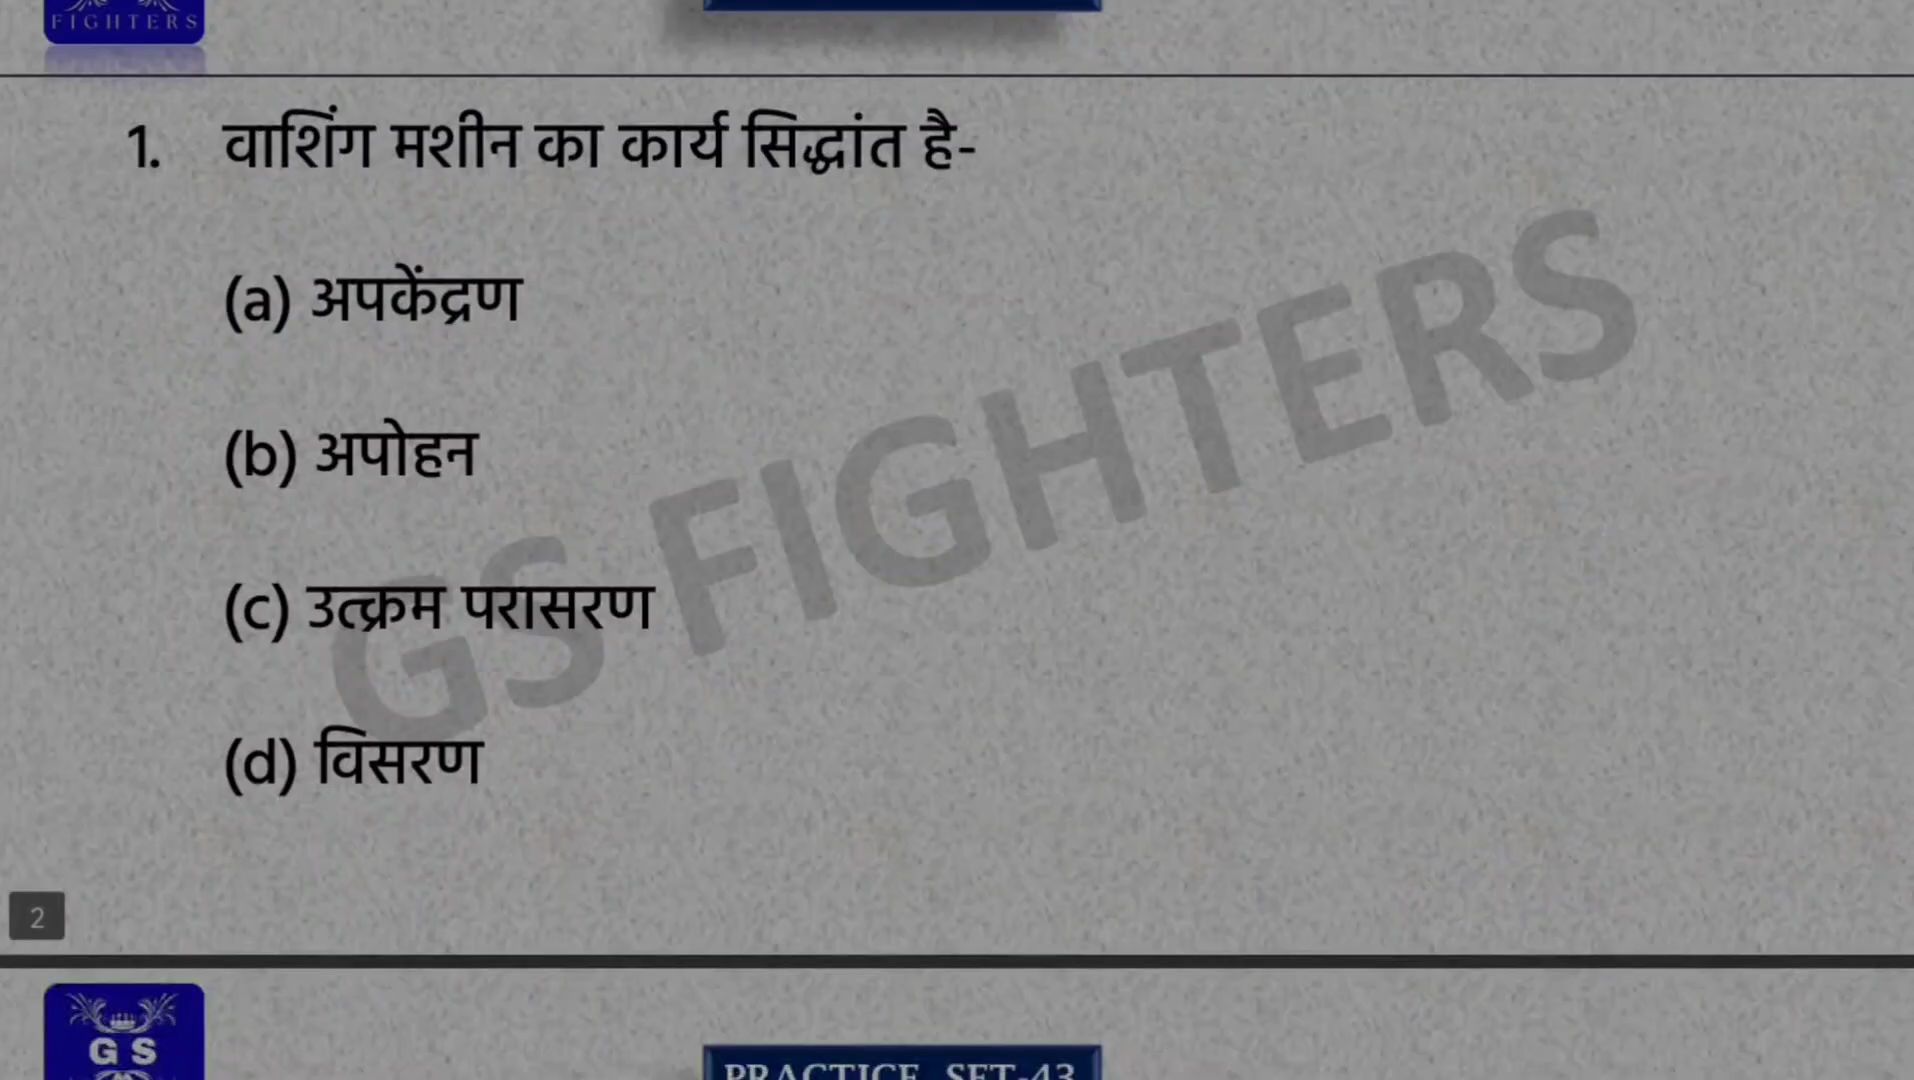 FIGHTERS
1. वाशिंग मशीन का कार्य सिद्धांत है-
(a) अपकेंद्रण
(b) अपोहन
(c) उत्क्रम परासरण
(d) विसरण
GS FIGHTERS
2
G S
PRACTICE SET-43